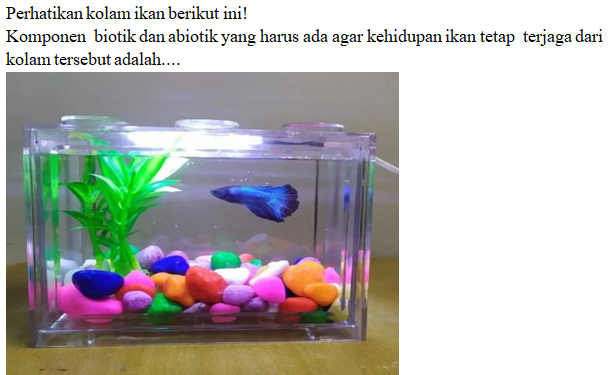 Perhatikan kolam ikan berikut ini!
Komponen biotik dan abiotik yang harus ada agar kehidupan ikan tetap terjaga dari
kolam tersebut adalah....